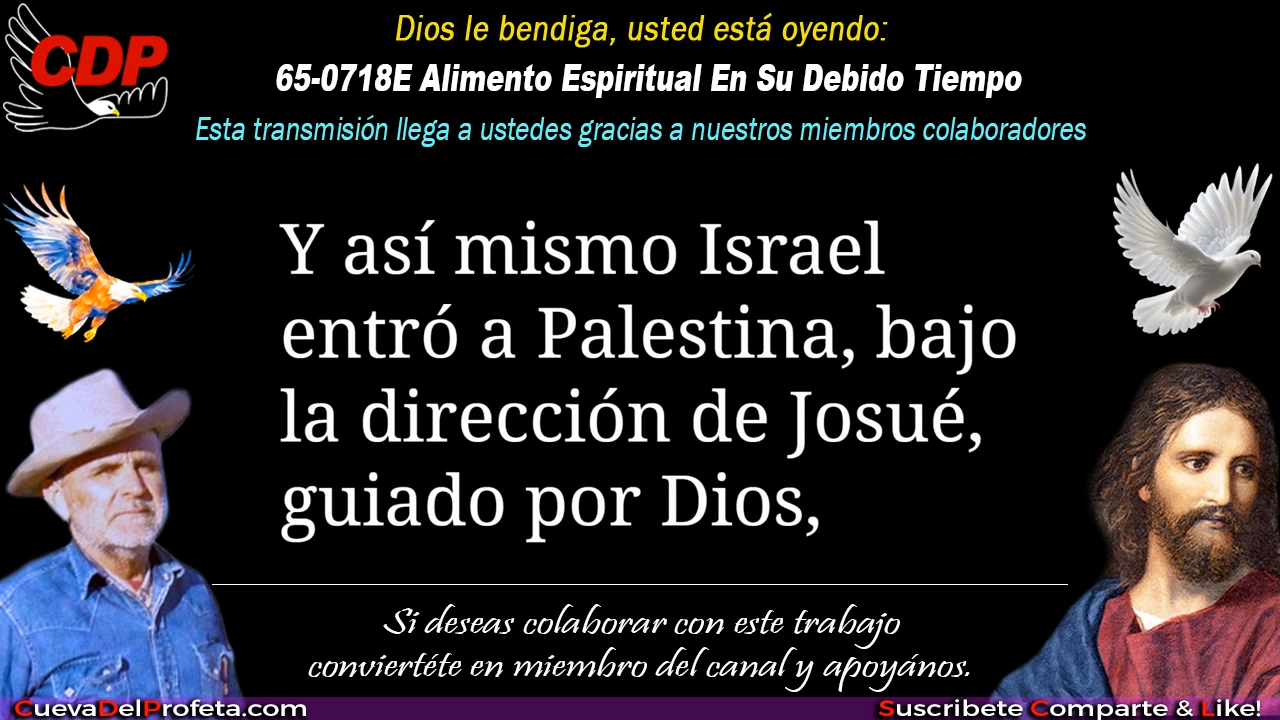 CDP
Dios le bendiga, usted está oyendo:
65-0718E Alimento Espiritual En Su Debido Tiempo
Esta transmisión llega a ustedes gracias a nuestros miembros colaboradores
Y así mismo Israel
entró a Palestina, bajo
la dirección de Josué,
guiado por Dios,
Si deseas colaborar con este trabajo
conviertéte en miembro del canal y apoyános.
CuevaDelProfeta.com
Suscribete Comparte & Like!